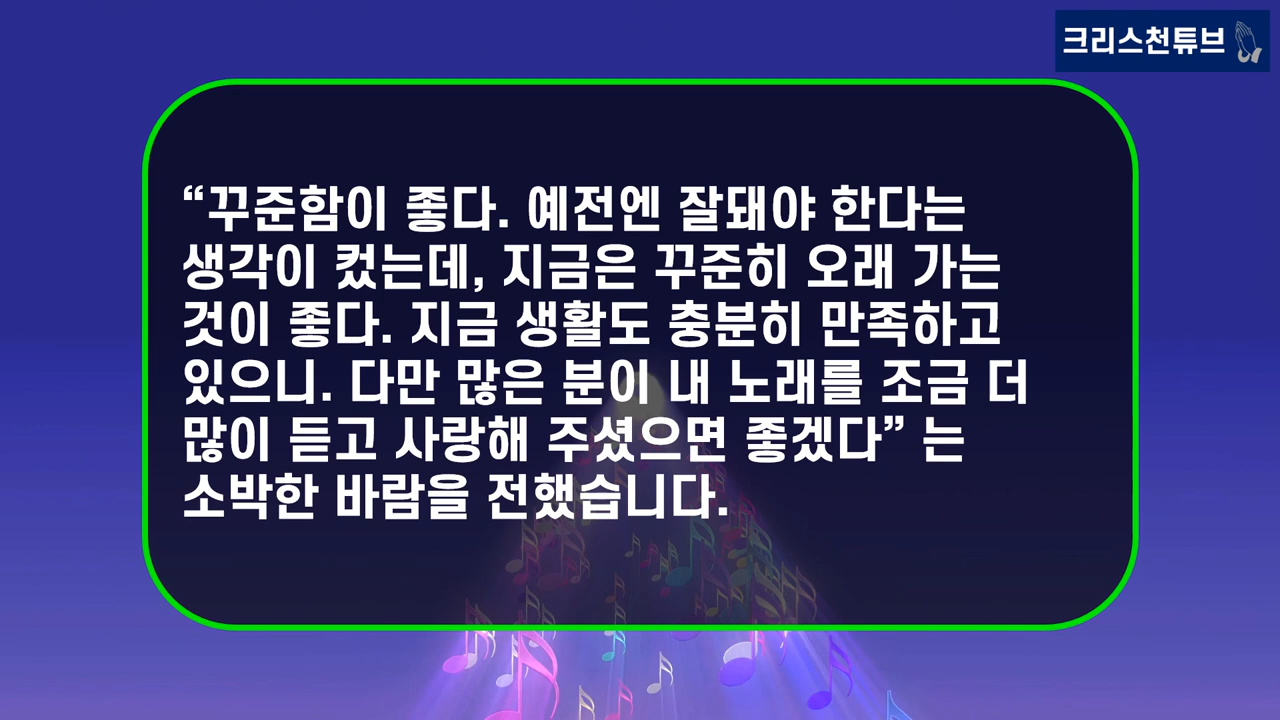 크리스천튜브
“꾸준함이 좋다. 예전엔 잘돼야 한다는
생각이 컸는데, 지금은 꾸준히 오래 가는
것이 좋다. 지금 생활도 충분히 만족하고
있으니. 다만 많은 분이 내 노래를 조금 더
많이 듣고 사랑해 주셨으면 좋겠다” 는
소박한 바람을 전했습니다.